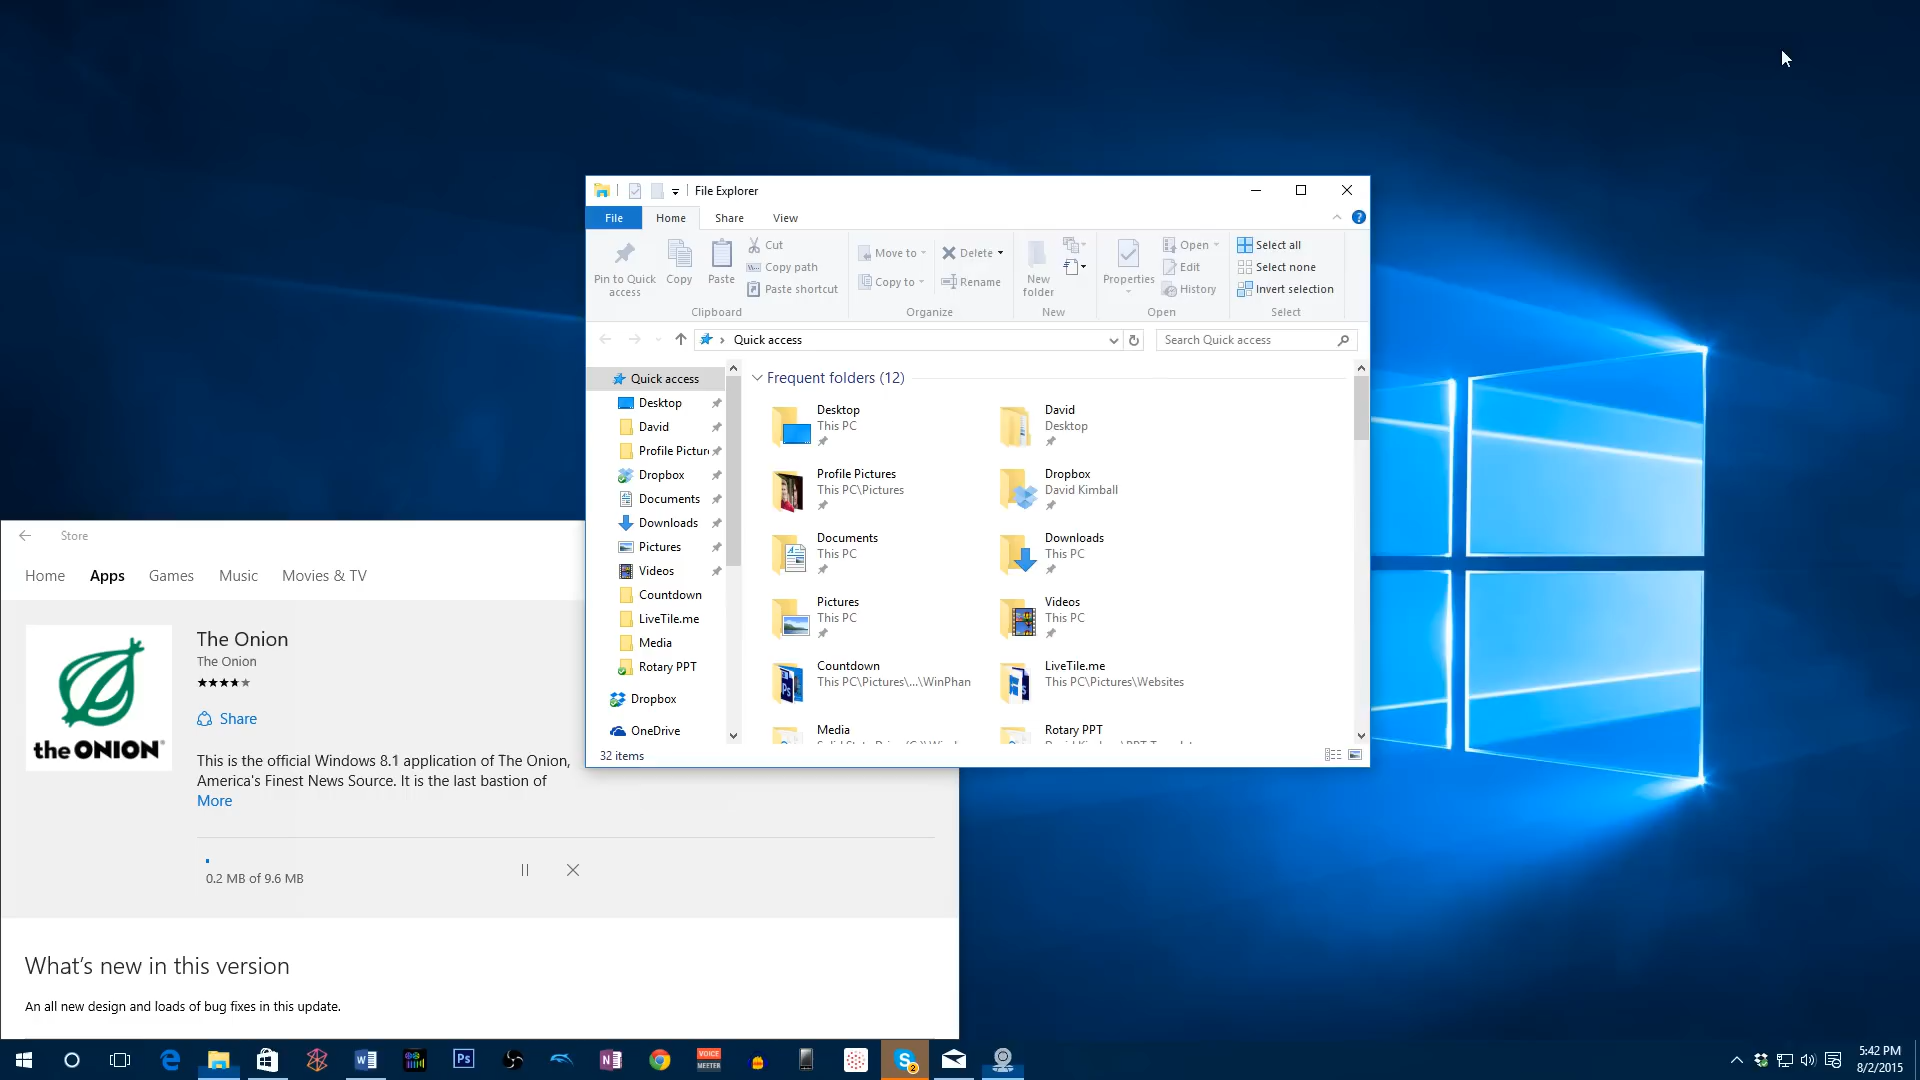 File Explorer
File Home Share View
Pin to Quick access
Copy
Paste
Cut
Copy path
Paste shortcut
Clipboard
Move to
Copy to
Delete
Rename
Organize
New folder
New
Properties
Open
Edit
History
Open
Select all
Select none
Invert selection
Select
Quick access
Search Quick access
Quick access
Desktop
David
Profile Pictur
Dropbox
Documents
Downloads
Pictures
Videos
Countdown
LiveTile.me
Media
Rotary PPT
Dropbox
OneDrive
Frequent folders (12)
Desktop
This PC
David
Desktop
Profile Pictures
This PC\Pictures
Dropbox
David Kimball
Documents
This PC
Downloads
This PC
Pictures
This PC
Videos
This PC
Countdown
This PC\Pictures\...\WinPhan
LiveTile.me
This PC\Pictures\Websites
Media
Rotary PPT
32 items
Store
Home Apps Games Music Movies & TV
the ONION
The Onion
The Onion
Share
This is the official Windows 8.1 application of The Onion,
America's Finest News Source. It is the last bastion of
More
0.2 MB of 9.6 MB
What's new in this version
An all new design and loads of bug fixes in this update.
VOICE
MEETER
5:42 PM
8/2/2015